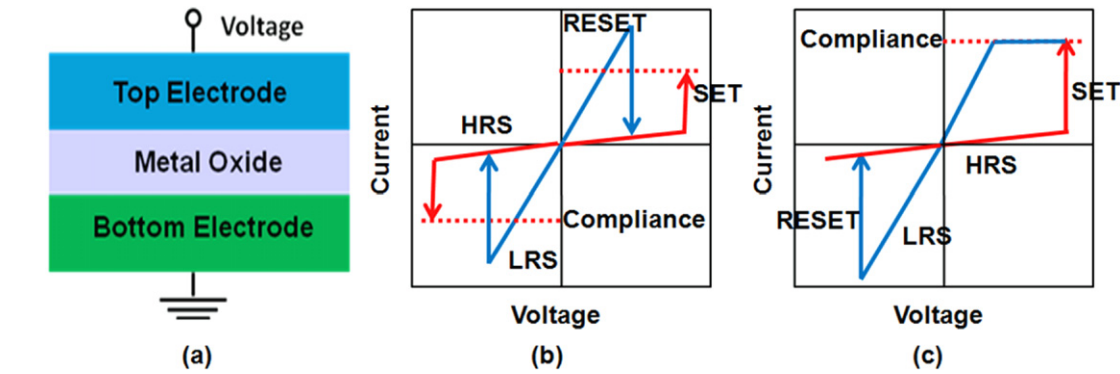 Voltage
Top Electrode
Metal Oxide
Bottom Electrode
(a)
RESET
SET
HRS
Current
Compliance
LRS
Voltage
(b)
Compliance
SET
Current
HRS
RESET
LRS
Voltage
(c)